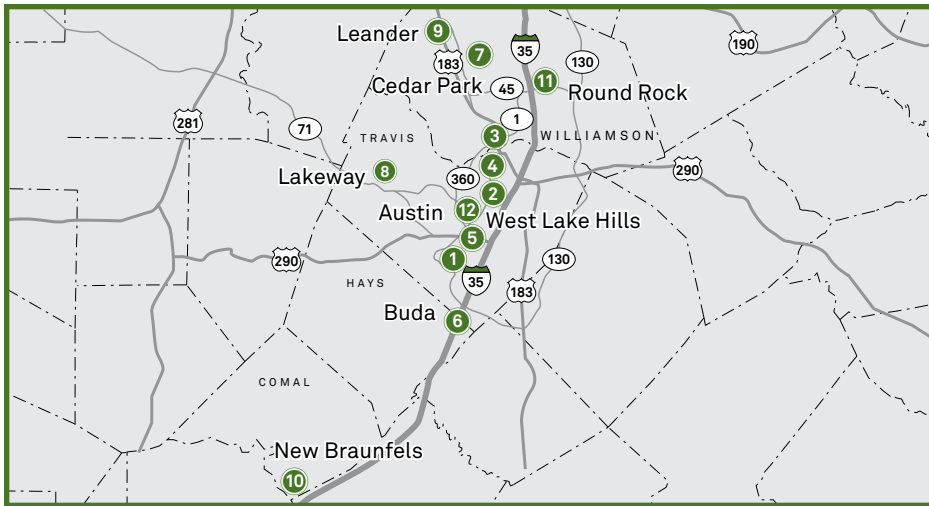 9
Leander
35
190
7
183
130
11
Cedar Park
45
Round Rock
281
1
71
TRAVIS
3
WILLIAMSON
4
290
8
360
Lakeway
2
Austin
12
West Lake Hills
5
290
1
130
35
183
HAYS
Buda
6
COMAL
New Braunfels
10